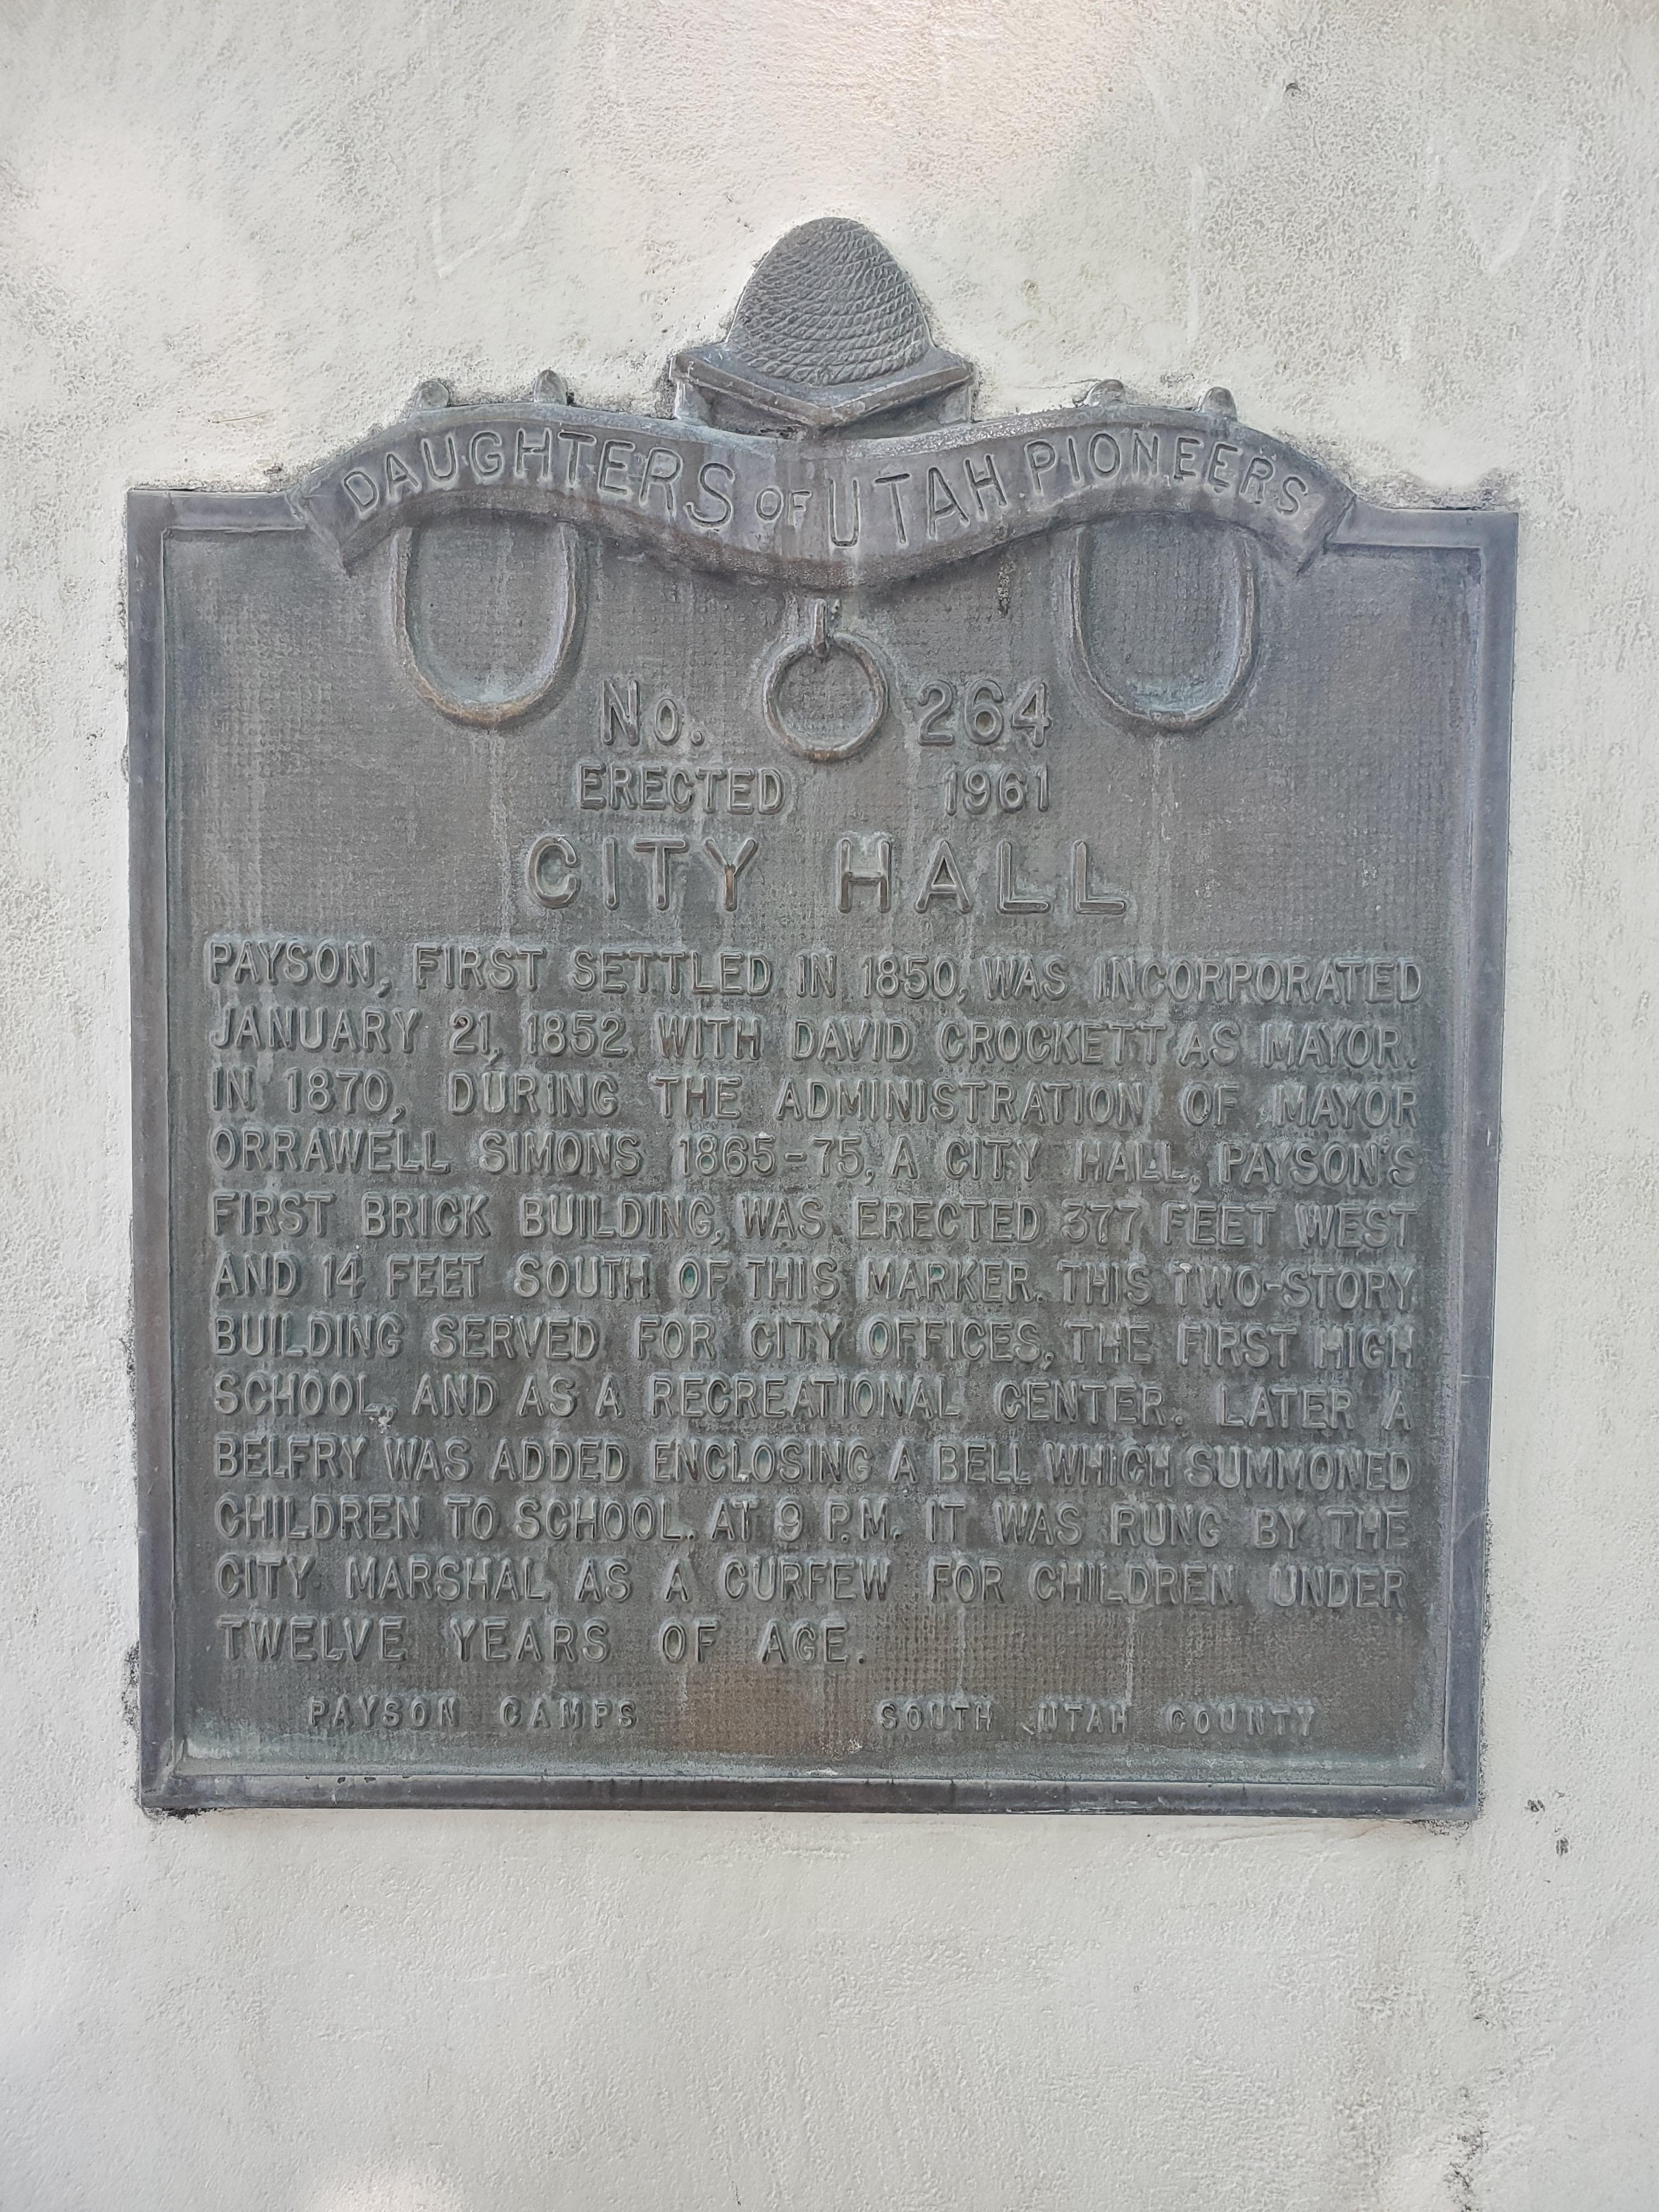 DAUGHTERS OF UTAH PIONEERS
No. 264
ERECTED 1961
CITY HALL
PAYSON, FIRST SETTLED IN 1850, WAS INCORPORATED
JANUARY 21, 1852 WITH DAVID CROCKETT AS MAYOR.
IN 1870, DURING THE ADMINISTRATION OF MAYOR
ORRAWELL SIMONS 1865-75, A CITY HALL, PAYSON'S
FIRST BRICK BUILDING, WAS ERECTED 377 FEET WEST
AND 14 FEET SOUTH OF THIS MARKER. THIS TWO-STORY
BUILDING SERVED FOR CITY OFFICES, THE FIRST HIGH
SCHOOL, AND AS A RECREATIONAL CENTER. LATER A
BELFRY WAS ADDED ENCLOSING A BELL WHICH SUMMONED
CHILDREN TO SCHOOL. AT 9 P.M. IT WAS RUNG BY THE
CITY MARSHAL AS A CURFEW FOR CHILDREN UNDER
TWELVE YEARS OF AGE.
PAYSON CAMPS SOUTH UTAH COUNTY